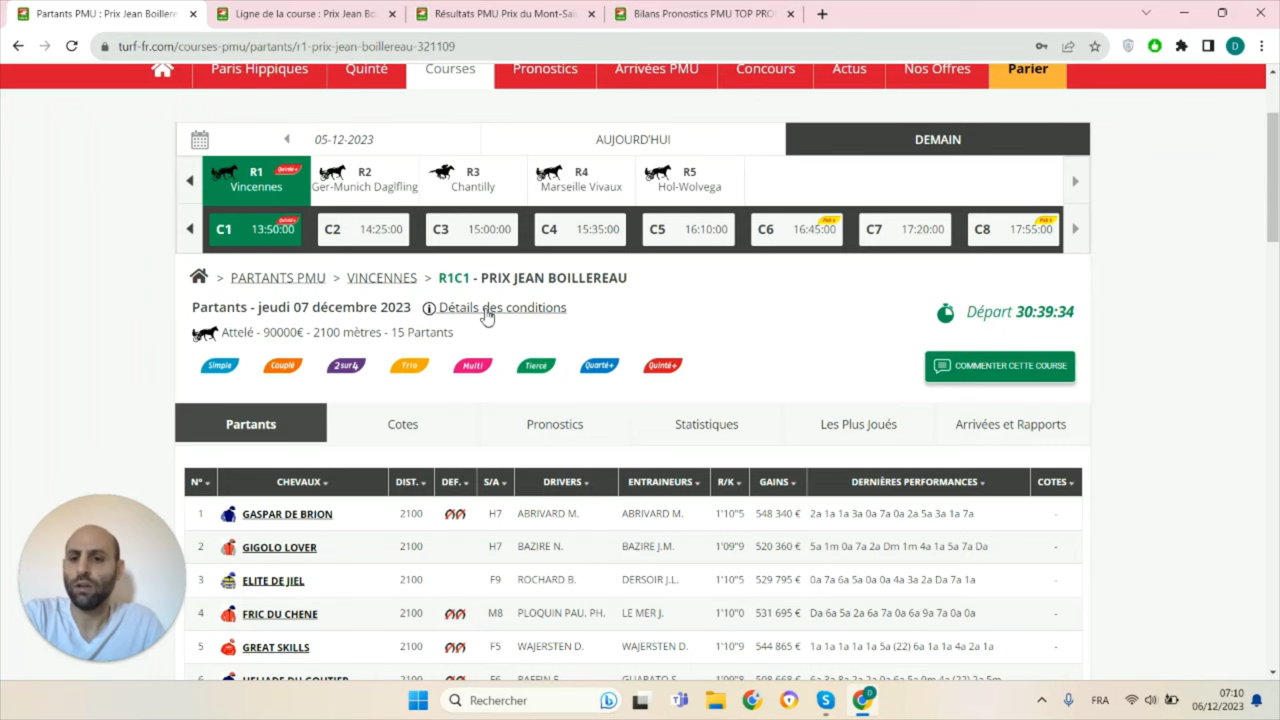 Partants PMU : Prix Jean Boillere
Ligne de la course : Prix Jean Bo
Résultats PMU Prix du Mont-Sai
Bilans Pronostics PMU TOP PRO
turf-fr.com/courses-pmu/partants/r1-prix-jean-boillereau-321109
D
Paris Hippiques Quinté Courses Pronostics Arrivées PMU Concours Actus Nos Offres Parier
05-12-2023 AUJOURD'HUI DEMAIN
R1 Quinté+ R2 R3 R4 R5
Vincennes Ger-Munich Daglfing Chantilly Marseille Vivaux Hol-Wolvega
C1 13:50:00 C2 14:25:00 C3 15:00:00 C4 15:35:00 C5 16:10:00 C6 16:45:00 C7 17:20:00 C8 17:55:00
> PARTANTS PMU > VINCENNES > R1C1 - PRIX JEAN BOILLEREAU
Partants - jeudi 07 décembre 2023 Détails des conditions
Départ 30:39:34
Attelé - 90000€ - 2100 mètres - 15 Partants
Simple Couplé 2sur4 Trio Multi Tiercé Quarté+ Quinté+
COMMENTER CETTE COURSE
Partants Cotes Pronostics Statistiques Les Plus Joués Arrivées et Rapports
N° CHEVAUX DIST. DEF. S/A DRIVERS ENTRAINEURS R/K GAINS DERNIÈRES PERFORMANCES COTES
1 GASPAR DE BRION 2100 H7 ABRIVARD M. ABRIVARD M. 1'10"5 548 340 € 2a 1a 1a 3a 0a 7a 0a 2a 5a 3a 1a 7a -
2 GIGOLO LOVER 2100 H7 BAZIRE N. BAZIRE J.M. 1'09"9 520 360 € 5a 1m 0a 7a 2a Dm 1m 4a 1a 5a 7a Da -
3 ELITE DE JIEL 2100 F9 ROCHARD B. DERSOIR J.L. 1'10"5 529 795 € 0a 7a 6a 5a 0a 0a 4a 3a 2a Da 7a 1a -
4 FRIC DU CHENE 2100 M8 PLOQUIN PAU. PH. LE MER J. 1'10"0 531 695 € Da 6a 5a 2a 6a 7a 0a 6a 9a 7a 0a 0a -
5 GREAT SKILLS 2100 F5 WAJERSTEN D. WAJERSTEN D. 1'10"0 544 865 € 1a 1a 1a 1a 1a 5a (22) 6a 1a 1a 4a 2a 1a -
Rechercher
FRA
07:10
06/12/2023